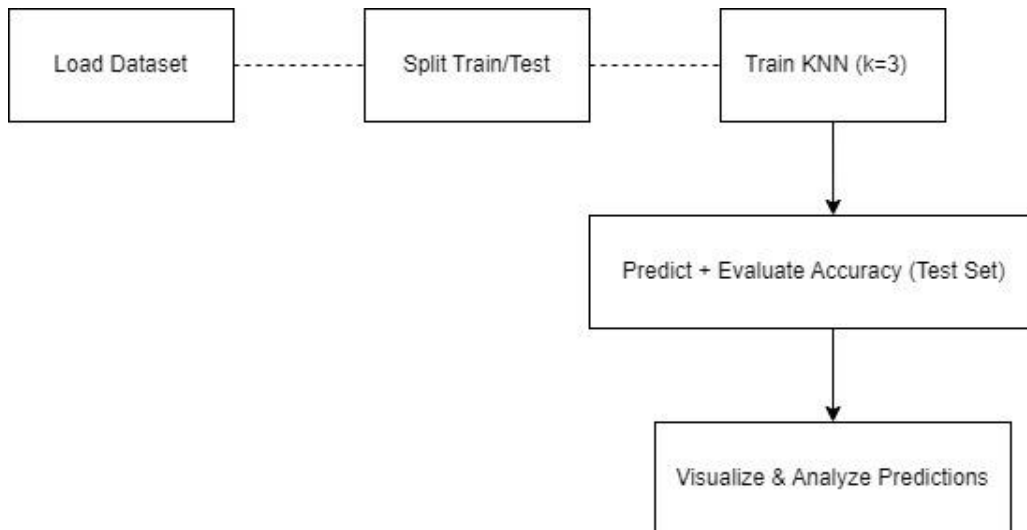 Load Dataset
Split Train/Test
Train KNN (k=3)
Predict + Evaluate Accuracy (Test Set)
Visualize & Analyze Predictions